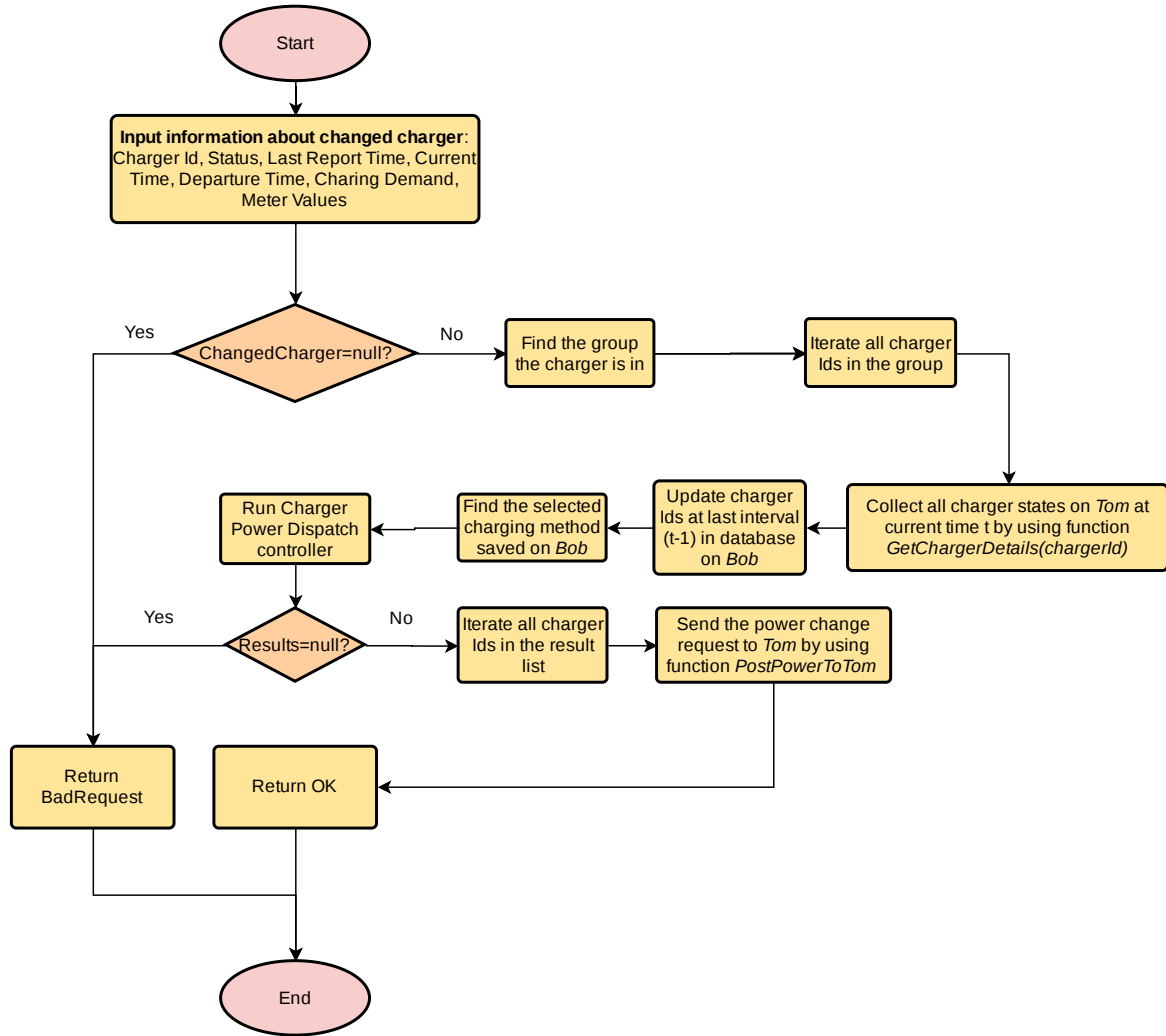 Start
Input information about changed charger:
Charger Id, Status, Last Report Time, Current
Time, Departure Time, Charing Demand,
Meter Values
Yes
ChangedCharger=null?
No
Find the group
the charger is in
Iterate all charger
Ids in the group
Collect all charger states on Tom at
current time t by using function
GetChargerDetails(chargerId)
Update charger
Ids at last interval
(t-1) in database
on Bob
Find the selected
charging method
saved on Bob
Run Charger
Power Dispatch
controller
Yes
Results=null?
No
Iterate all charger
Ids in the result
list
Send the power change
request to Tom by using
function PostPowerToTom
Return
BadRequest
Return OK
End